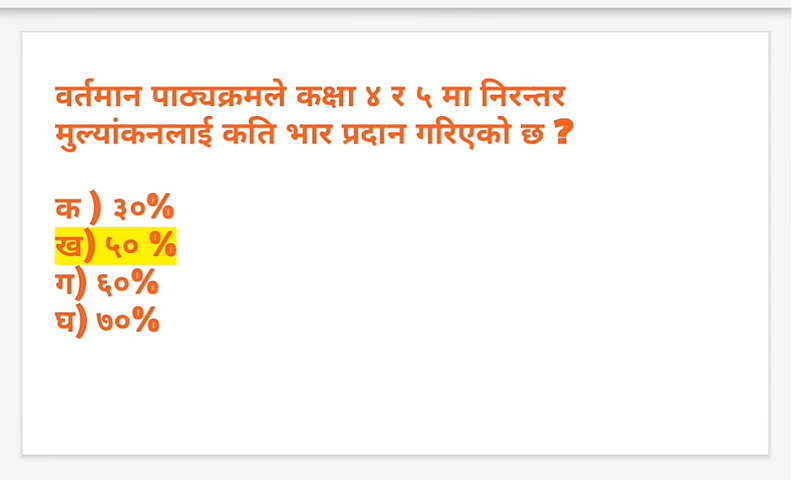 वर्तमान पाठ्यक्रमले कक्षा ४ र ५ मा निरन्तर
मुल्यांकनलाई कति भार प्रदान गरिएको छ ?
क ) ३०%
ख) ५० %
ग) ६०%
घ) ७०%